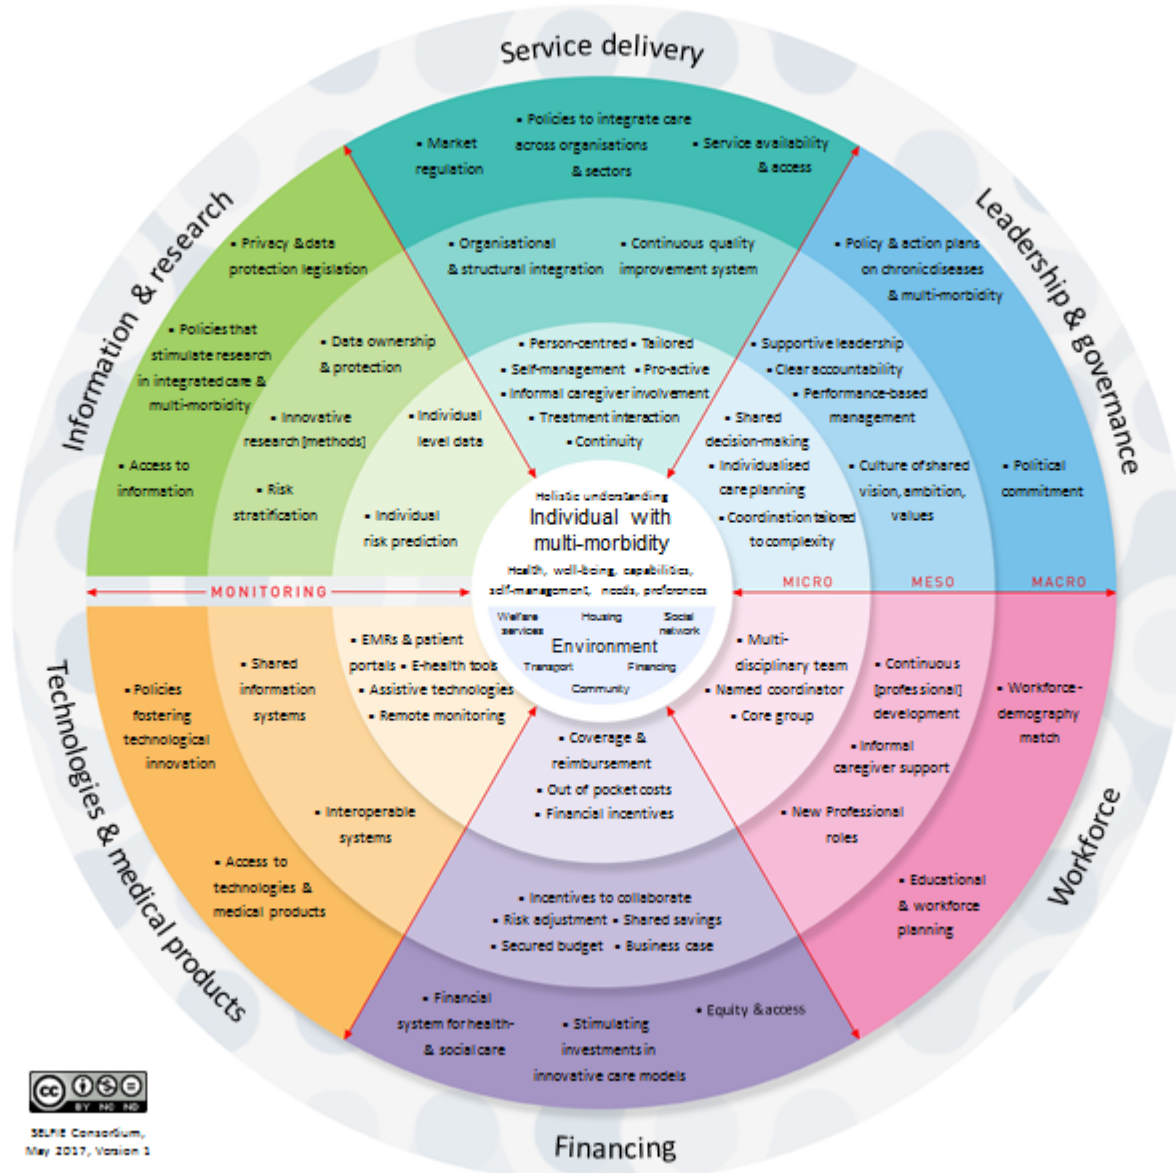 Service delivery
▪ Policies to integrate care
across organisations
& sectors
▪ Market
regulation
▪ Service availability
& access
▪ Organisational
& structural integration
▪ Continuous quality
improvement system
▪ Person-centred ▪ Tailored
▪ Self-management ▪ Pro-active
▪ Informal caregiver involvement
▪ Treatment interaction
▪ Continuity
Leadership & governance
▪ Policy & action plans
on chronic diseases
& multi-morbidity
▪ Political
commitment
▪ Supportive leadership
▪ Clear accountability
▪ Performance-based
management
▪ Culture of shared
vision, ambition,
values
▪ Shared
decision-making
▪ Individualised
care planning
▪ Coordination tailored
to complexity
Information & research
▪ Privacy & data
protection legislation
▪ Policies that
stimulate research
in integrated care &
multi-morbidity
▪ Access to
information
▪ Data ownership
& protection
▪ Innovative
research [methods]
▪ Risk
stratification
▪ Individual
level data
▪ Individual
risk prediction
Holistic understanding
Individual with
multi-morbidity
Health, well-being, capabilities,
self-management, needs, preferences
Welfare
services
Housing
Social
network
Environment
Transport
Financing
Community
MONITORING
MICRO
MESO
MACRO
Technologies & medical products
▪ EMRs & patient
portals ▪ E-health tools
▪ Assistive technologies
▪ Remote monitoring
▪ Shared
information
systems
▪ Interoperable
systems
▪ Policies
fostering
technological
innovation
▪ Access to
technologies &
medical products
Workforce
▪ Multi-
disciplinary team
▪ Named coordinator
▪ Core group
▪ Continuous
[professional]
development
▪ Informal
caregiver support
▪ New Professional
roles
▪ Workforce-
demography
match
▪ Educational
& workforce
planning
▪ Coverage &
reimbursement
▪ Out of pocket costs
▪ Financial incentives
▪ Incentives to collaborate
▪ Risk adjustment ▪ Shared savings
▪ Secured budget ▪ Business case
▪ Financial
system for health-
& social care
▪ Stimulating
investments in
innovative care models
▪ Equity & access
Financing
cc
BY NC ND
SELFIE Consortium,
May 2017, Version 1